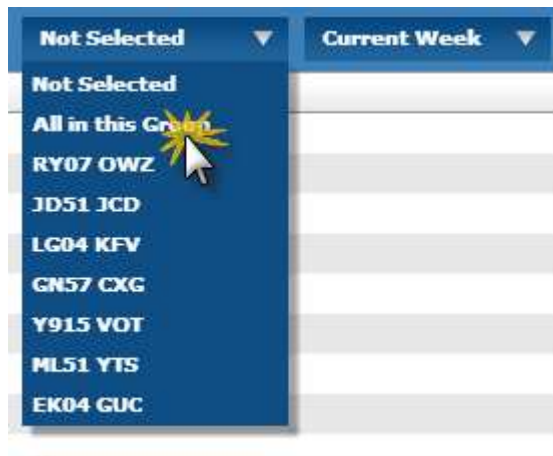 Not Selected Current Week
Not Selected
All in this Group
RY07 OWZ
JD51 JCD
LG04 KFV
GN57 CXG
Y915 VOT
ML51 YTS
EK04 GUC